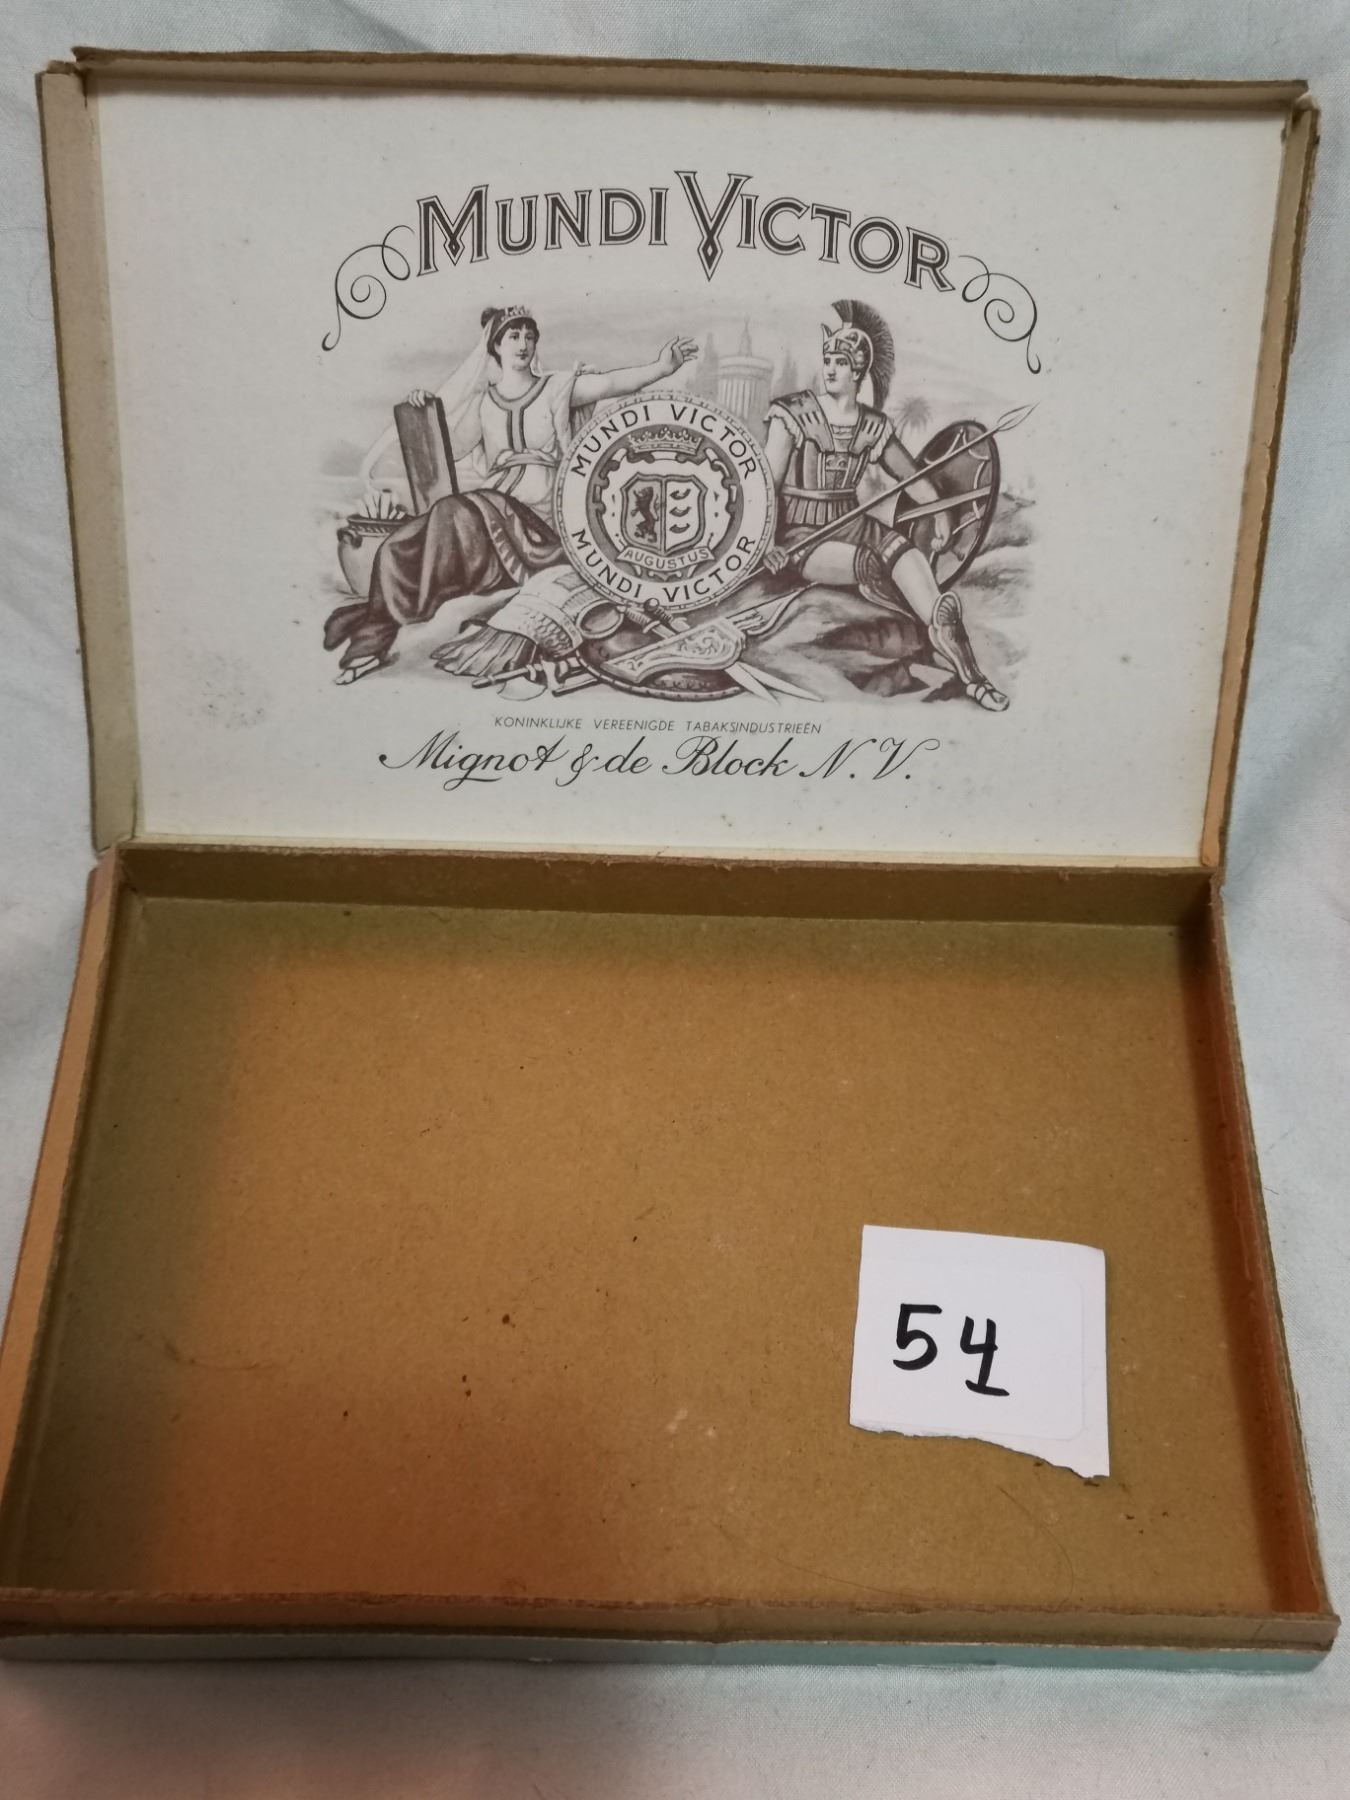 MUNDI VICTOR
MUNDI VICTOR
AUGUSTUS
MUNDI VICTOR
KONINKLIJKE VEREENIGDE TABAKSINDUSTRIEËN
Mignot & de Block N.V.
54